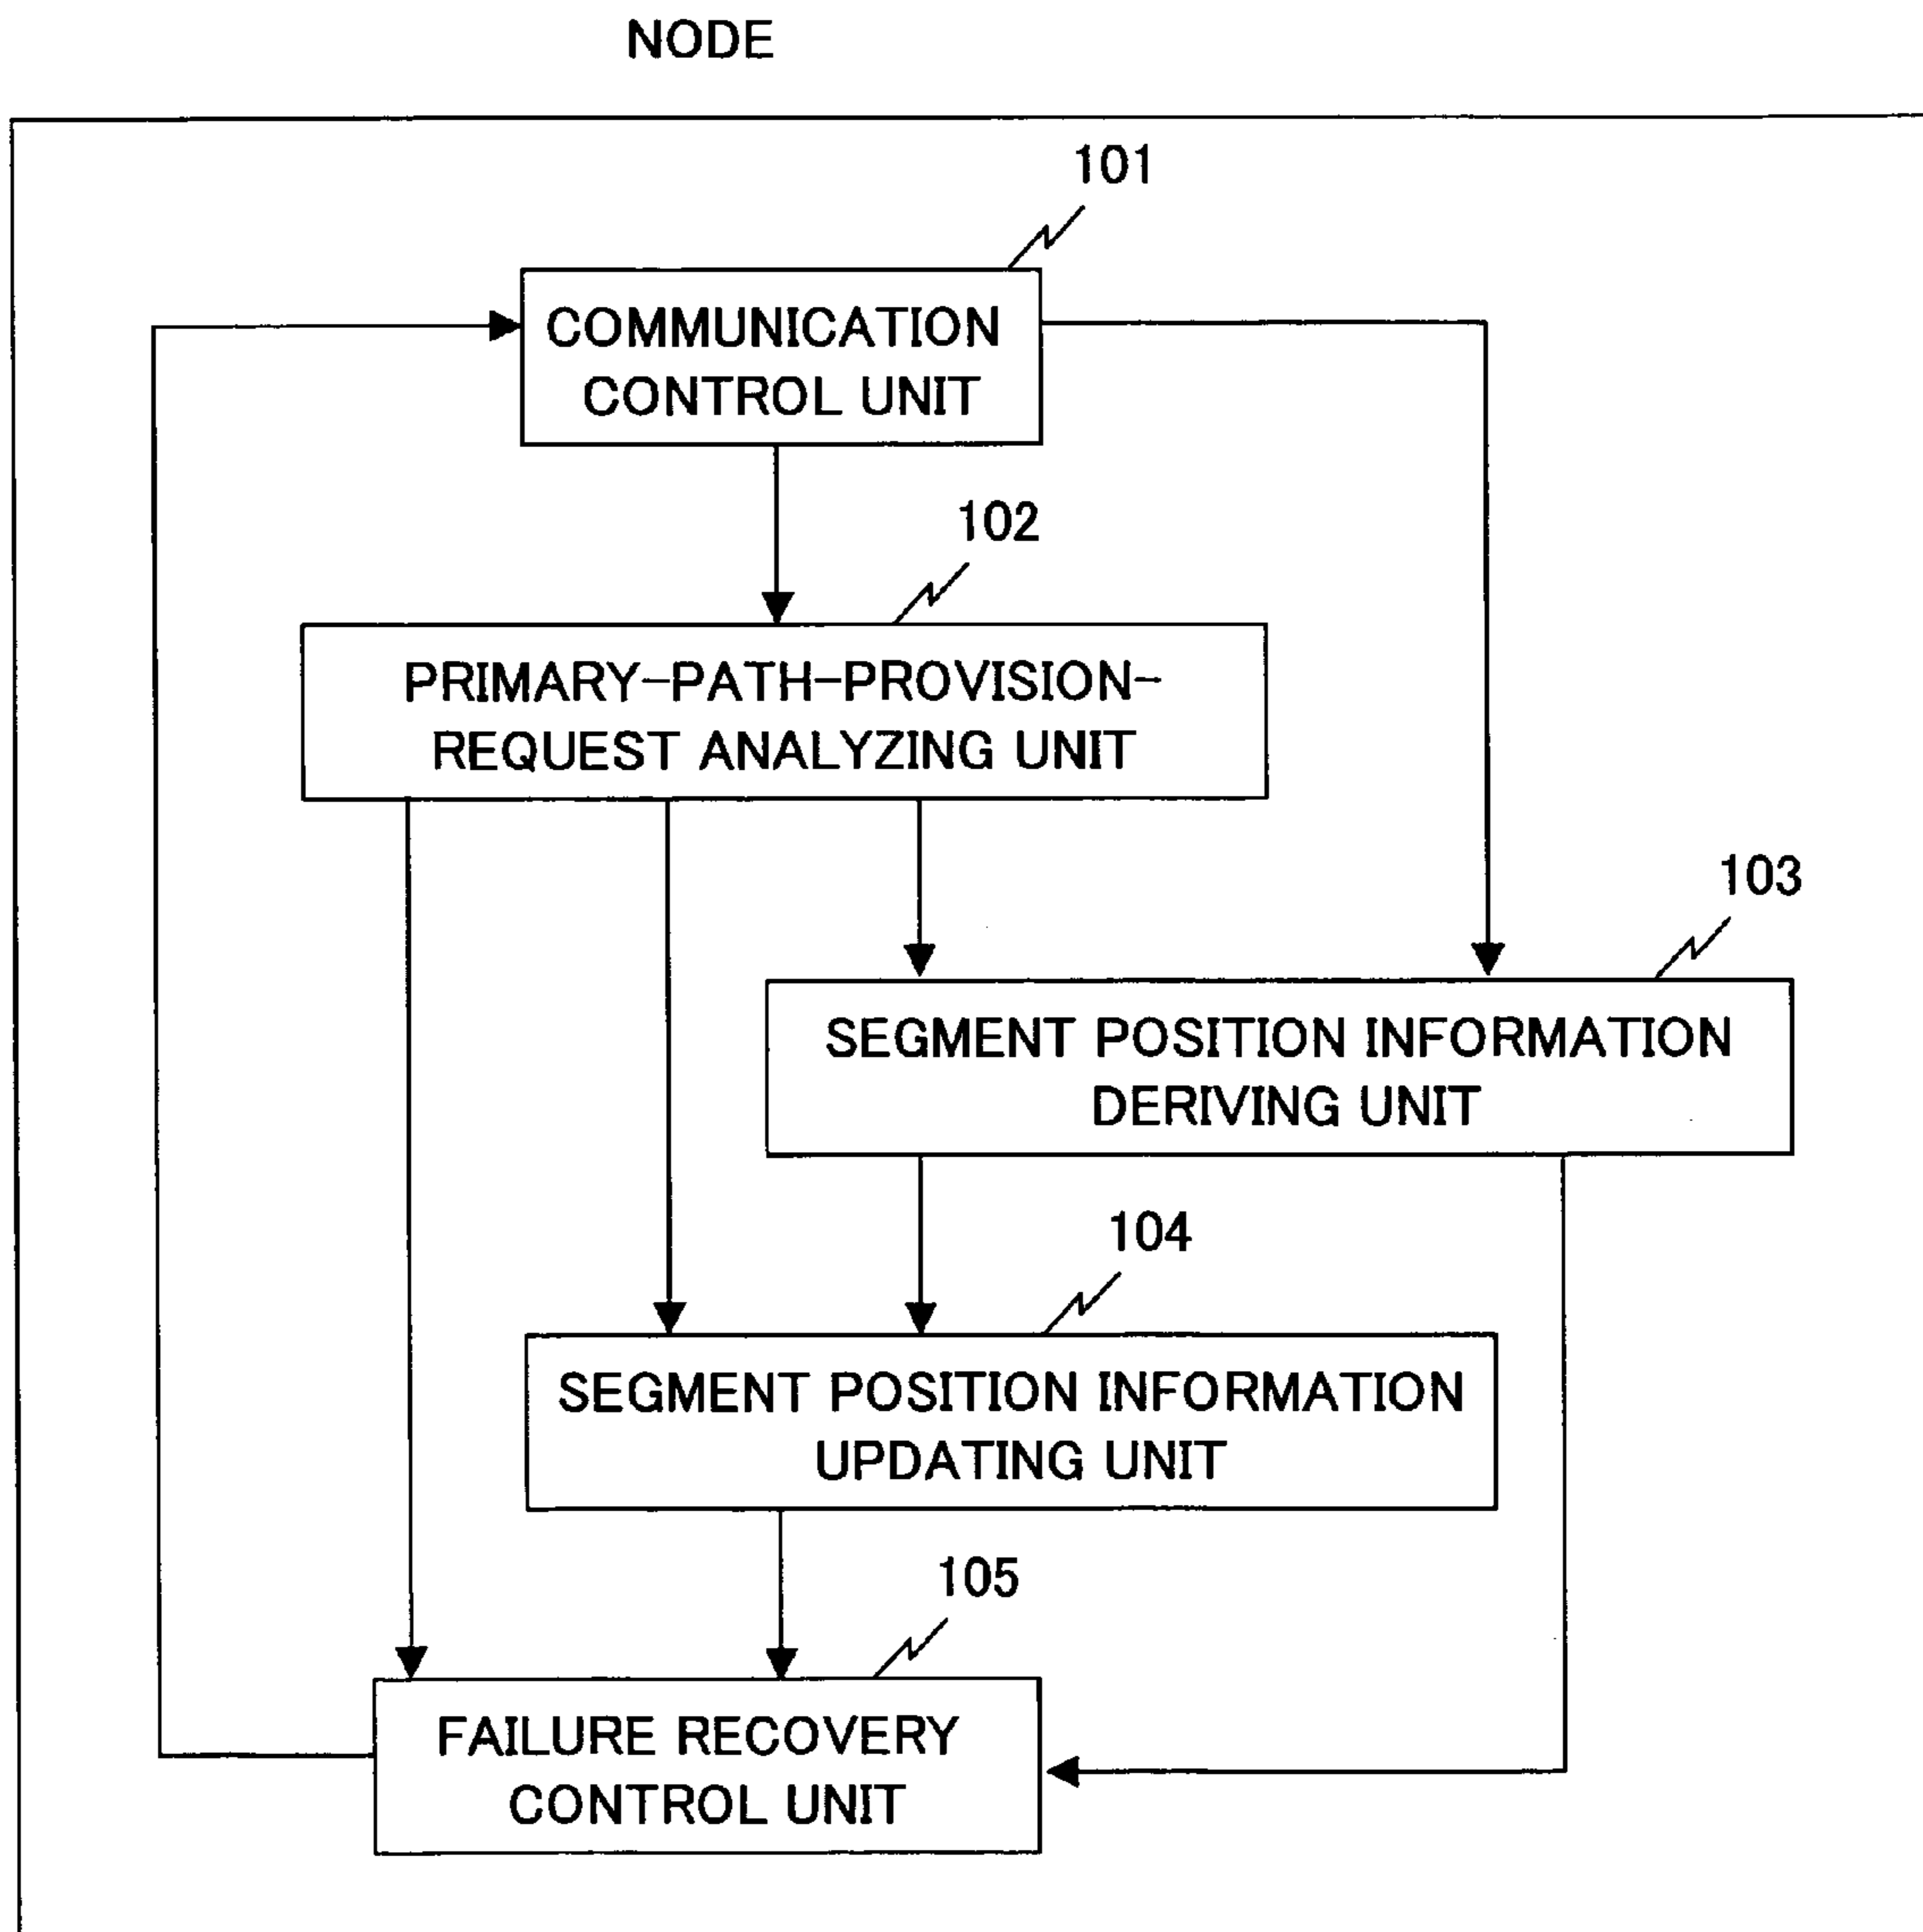 NODE
101
COMMUNICATION
CONTROL UNIT
102
PRIMARY-PATH-PROVISION-
REQUEST ANALYZING UNIT
103
SEGMENT POSITION INFORMATION
DERIVING UNIT
104
SEGMENT POSITION INFORMATION
UPDATING UNIT
105
FAILURE RECOVERY
CONTROL UNIT